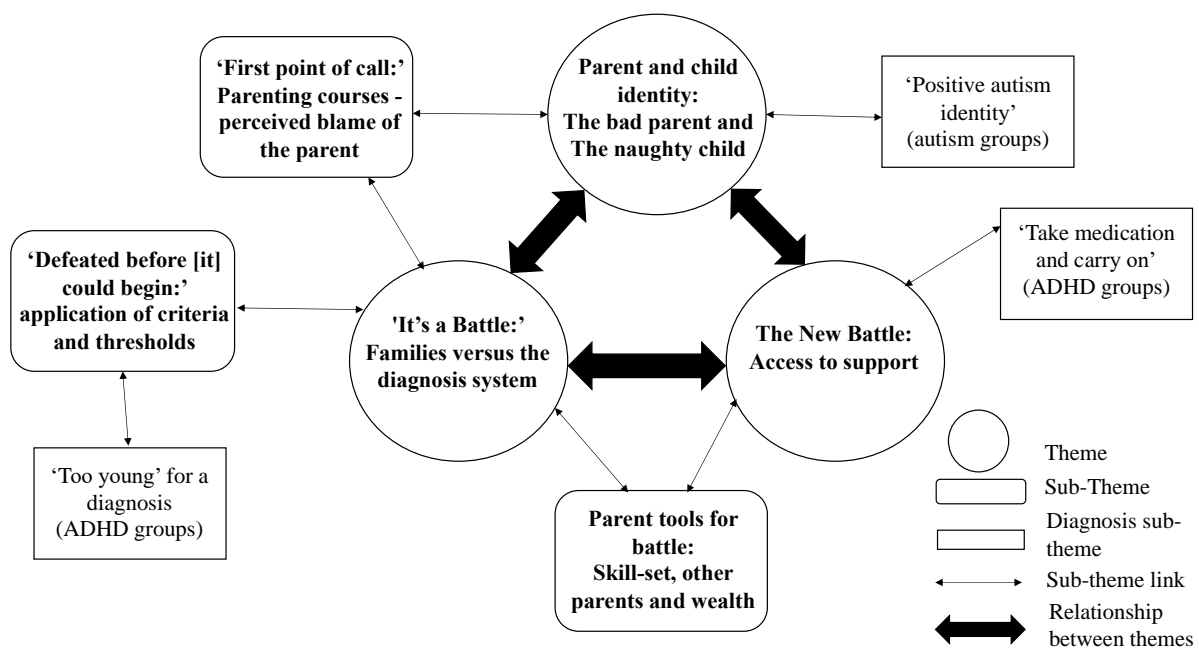 ‘First point of call:’
Parenting courses -
perceived blame of
the parent
Parent and child
identity:
The bad parent and
The naughty child
‘Positive autism
identity’
(autism groups)
‘Defeated before [it]
could begin:’
application of criteria
and thresholds
'It’s a Battle:’
Families versus the
diagnosis system
The New Battle:
Access to support
‘Take medication
and carry on’
(ADHD groups)
‘Too young’ for a
diagnosis
(ADHD groups)
Parent tools for
battle:
Skill-set, other
parents and wealth
Theme
Sub-Theme
Diagnosis sub-
theme
Sub-theme link
Relationship
between themes